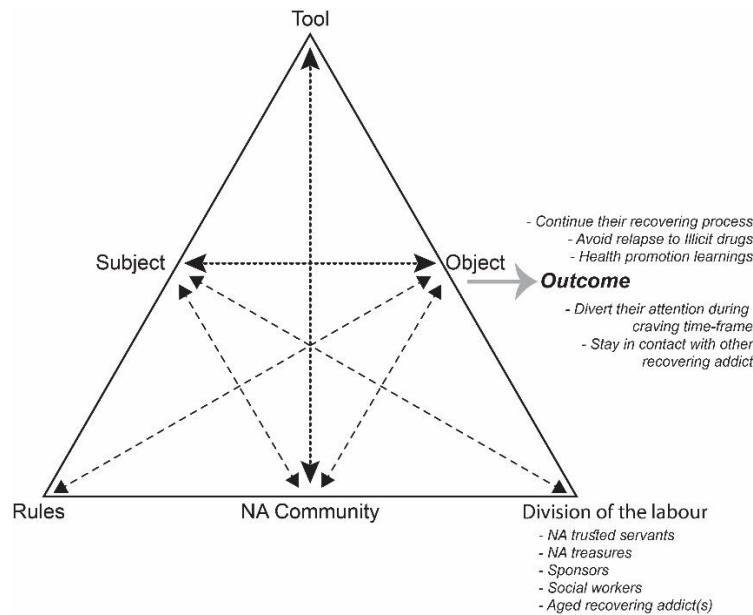 Tool
- Continue their recovering process
- Avoid relapse to Illicit drugs
- Health promotion learnings
Subject
Object
Outcome
- Divert their attention during
craving time-frame
- Stay in contact with other
recovering addict
Rules
NA Community
Division of the labour
- NA trusted servants
- NA treasures
- Sponsors
- Social workers
- Aged recovering addict(s)